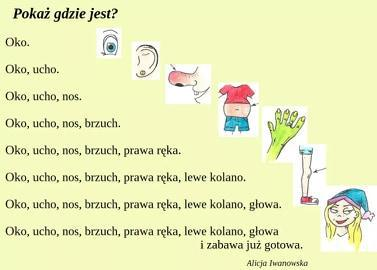 Pokaż gdzie jest?
Oko.
Oko, ucho.
Oko, ucho, nos.
Oko, ucho, nos, brzuch.
Oko, ucho, nos, brzuch, prawa ręka.
Oko, ucho, nos, brzuch, prawa ręka, lewe kolano.
Oko, ucho, nos, brzuch, prawa ręka, lewe kolano, głowa.
Oko, ucho, nos, brzuch, prawa ręka, lewe kolano, głowa
i zabawa już gotowa.
Alicja Iwanowska